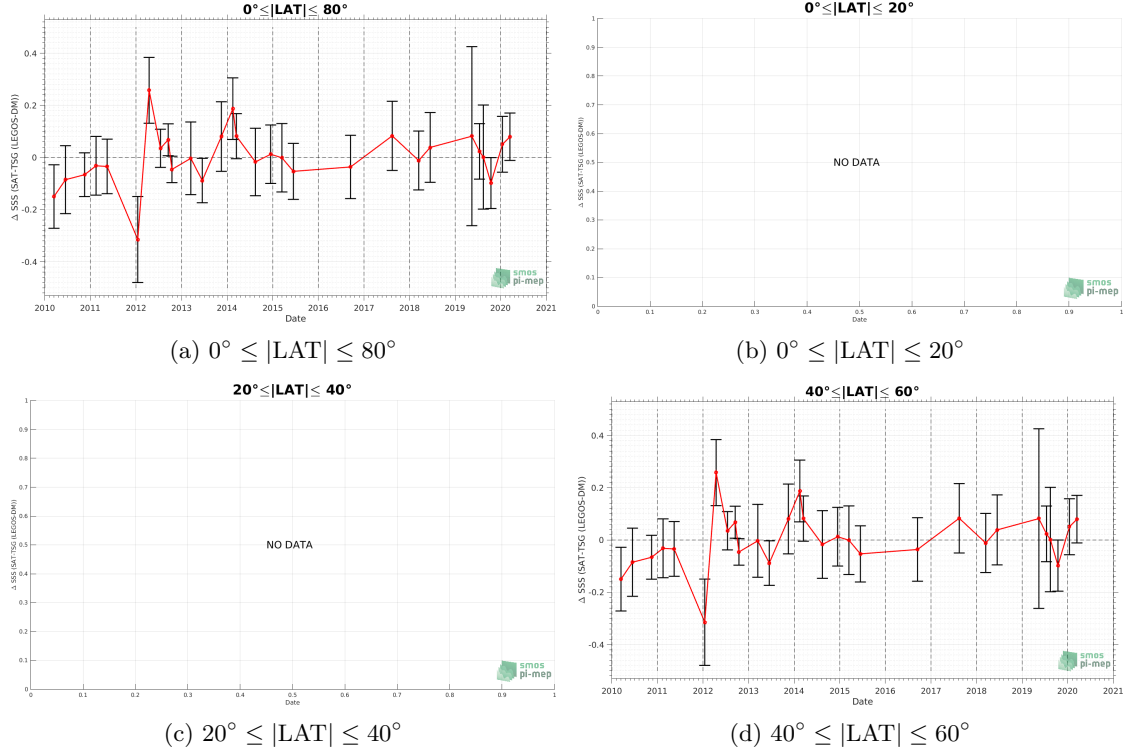 0°≤|LAT|≤ 80°
Δ SSS (SAT-TSG (LEGOS-DM))
0.4
0.2
0
-0.2
-0.4
2010 2011 2012 2013 2014 2015 2016 2017 2018 2019 2020 2021
Date
smos
pi-mep
(a) 0° ≤ |LAT| ≤ 80°
0°≤|LAT|≤ 20°
Δ SSS (SAT-TSG (LEGOS-DM))
1
0.9
0.8
0.7
0.6
0.5
0.4
0.3
0.2
0.1
0
NO DATA
0 0.1 0.2 0.3 0.4 0.5 0.6 0.7 0.8 0.9 1
Date
smos
pi-mep
(b) 0° ≤ |LAT| ≤ 20°
20°≤|LAT|≤ 40°
Δ SSS (SAT-TSG (LEGOS-DM))
1
0.9
0.8
0.7
0.6
0.5
0.4
0.3
0.2
0.1
0
NO DATA
0 0.1 0.2 0.3 0.4 0.5 0.6 0.7 0.8 0.9 1
Date
smos
pi-mep
(c) 20° ≤ |LAT| ≤ 40°
40°≤|LAT|≤ 60°
Δ SSS (SAT-TSG (LEGOS-DM))
0.4
0.2
0
-0.2
-0.4
2010 2011 2012 2013 2014 2015 2016 2017 2018 2019 2020 2021
Date
smos
pi-mep
(d) 40° ≤ |LAT| ≤ 60°